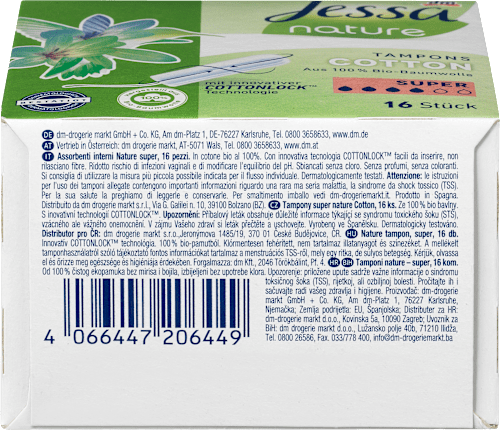 Jessa
nature
TAMPONS
COTTON
Aus 100% Bio-Baumwolle
mit innovativer
COTTONLOCK™
Technologie
SUPER
16 Stück
DE dm-drogerie markt GmbH + Co. KG, Am dm-Platz 1, DE-76227 Karlsruhe, Tel. 0800 3658633, www.dm.de
AT Vertrieb in Österreich: dm drogerie markt, AT-5071 Wals, Tel. 0800 3658633, www.dm.at
IT Assorbenti interni Nature super, 16 pezzi. In cotone bio al 100%. Con innovativa tecnologia COTTONLOCK™ facili da inserire, non
rilasciano fibre. Ridotto rischio di infezioni vaginali e di modificare l'equilibrio del pH. Sbiancati senza cloro. Senza profumi, senza coloranti.
Si consiglia di utilizzare la misura più piccola possibile indicata per il flusso individuale. Dermatologicamente testati. Attenzione: le istruzioni
per l'uso dei tamponi allegate contengono importanti informazioni riguardo una rara ma seria malattia, la sindrome da shock tossico (TSS).
Per la sua salute la preghiamo di leggere e conservare. Per smaltimento imballo vedi dm-drogeriemarkt.it. Prodotto in Spagna.
Distribuito da dm drogerie markt s.r.l., Via G. Galilei n. 10, 39100 Bolzano (BZ). CZ Tampony super nature Cotton, 16 ks. Ze 100% bio bavlny.
S inovativní technologií COTTONLOCK™. Upozornění: Příbalový leták obsahuje důležité informace týkající se syndromu toxického šoku (STŠ),
vzácného ale vážného onemocnění. V zájmu Vašeho zdraví si leták přečtěte a uschovejte. Vyrobeno ve Španělsku. Dermatologicky testováno.
Distributor pro ČR: dm drogerie markt s.r.o., Jeronýmova 1485/19, 370 01 České Budějovice, ČR. HU Nature tampon, super, 16 db.
Innovatív COTTONLOCK™ technológia. 100% bio-pamutból. Klórmentesen fehérített, nem tartalmaz illatanyagot és színezéket. A mellékelt
tamponhasználatról szóló tájékoztató fontos információkat tartalmaz a menstruációs TSS-ről, mely egy ritka, de súlyos betegség. Kérjük, olvassa
el és őrizze meg egészsége és higiéniája érdekében. Forgalmazza: dm Kft., 2046 Törökbálint, Pf. 4. HR BIH Tamponi nature – super, 16 kom.
Od 100% čistog ekopamuka bez mirisa i bojila, izbijeljeni bez upotrebe klora. Upozorenje: priložene upute sadrže važne informacije o sindromu
toksičnog šoka (TSS), rijetkoj, ali ozbiljnoj bolesti. Pročitajte ih i
sačuvajte radi vašeg zdravlja i higijene. Proizvođač: dm-drogerie
markt GmbH + Co. KG, Am dm-Platz 1, 76227 Karlsruhe,
Njemačka; Zemlja podrijetla: EU, Španjolska; Distributer za HR:
dm-drogerie markt d.o.o., Kovinska 5a, 10090 Zagreb; Uvoznik za
BiH: dm drogerie markt d.o.o., Lužansko polje 40b, 71210 Ilidža,
Tel. 0800 26586, Fax. 033/778 400, info@dm-drogeriemarkt.ba
4 066447 206449